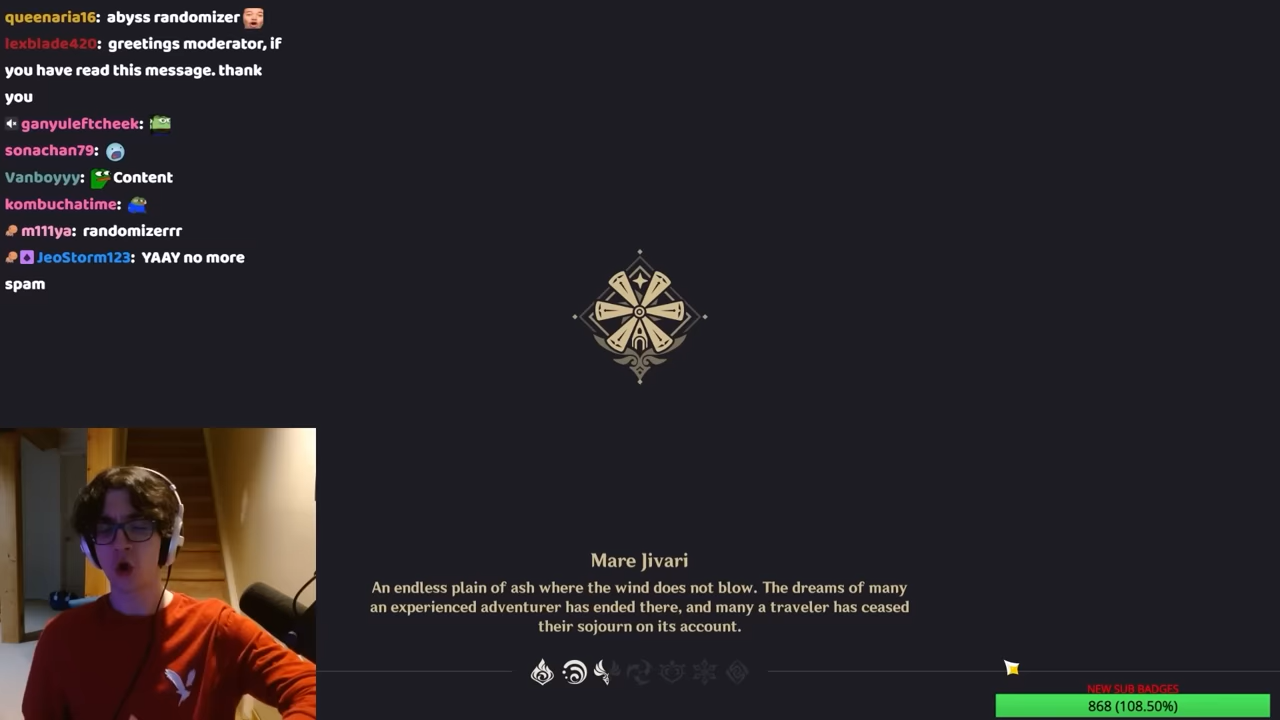 queenaria16: abyss randomizer
lexblade420: greetings moderator, if
you have read this message. thank
you
ganyuleftcheek:
sonachan79:
Vanboyyy: Content
kombuchatime:
m111ya: randomizerrr
JeoStorm123: YAAY no more
spam
Mare Jivari
An endless plain of ash where the wind does not blow. The dreams of many
an experienced adventurer has ended there, and many a traveler has ceased
their sojourn on its account.
NEW SUB BADGES
868 (108.50%)